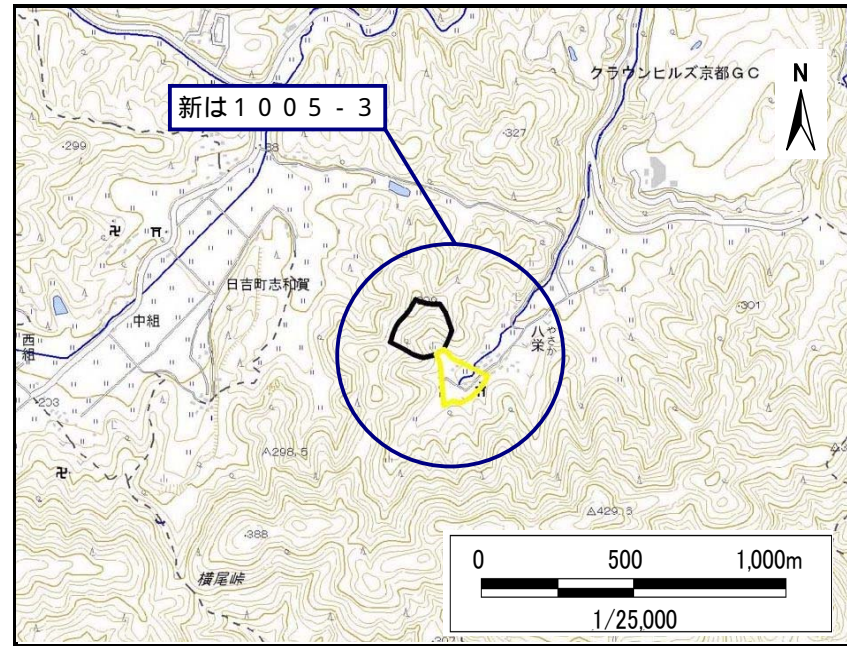 クラウンヒルズ京都GC
N
新は1005-3
・327
・299
・188
日吉町志和賀
中組
西組
八栄
やさか
・301
・203
△298.5
△429.5
・388
横尾峠
0 500 1,000m
1/25,000